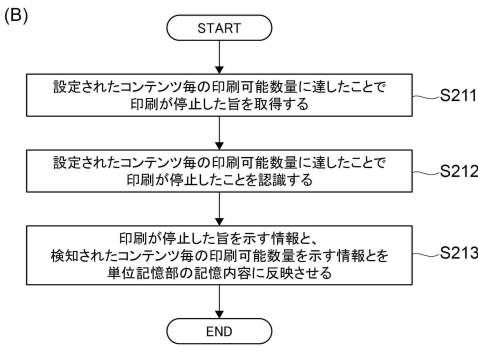 (B)
START
設定されたコンテンツ毎の印刷可能数量に達したことで
印刷が停止した旨を取得する
S211
設定されたコンテンツ毎の印刷可能数量に達したことで
印刷が停止したことを認識する
S212
印刷が停止した旨を示す情報と、
検知されたコンテンツ毎の印刷可能数量を示す情報とを
単位記憶部の記憶内容に反映させる
S213
END